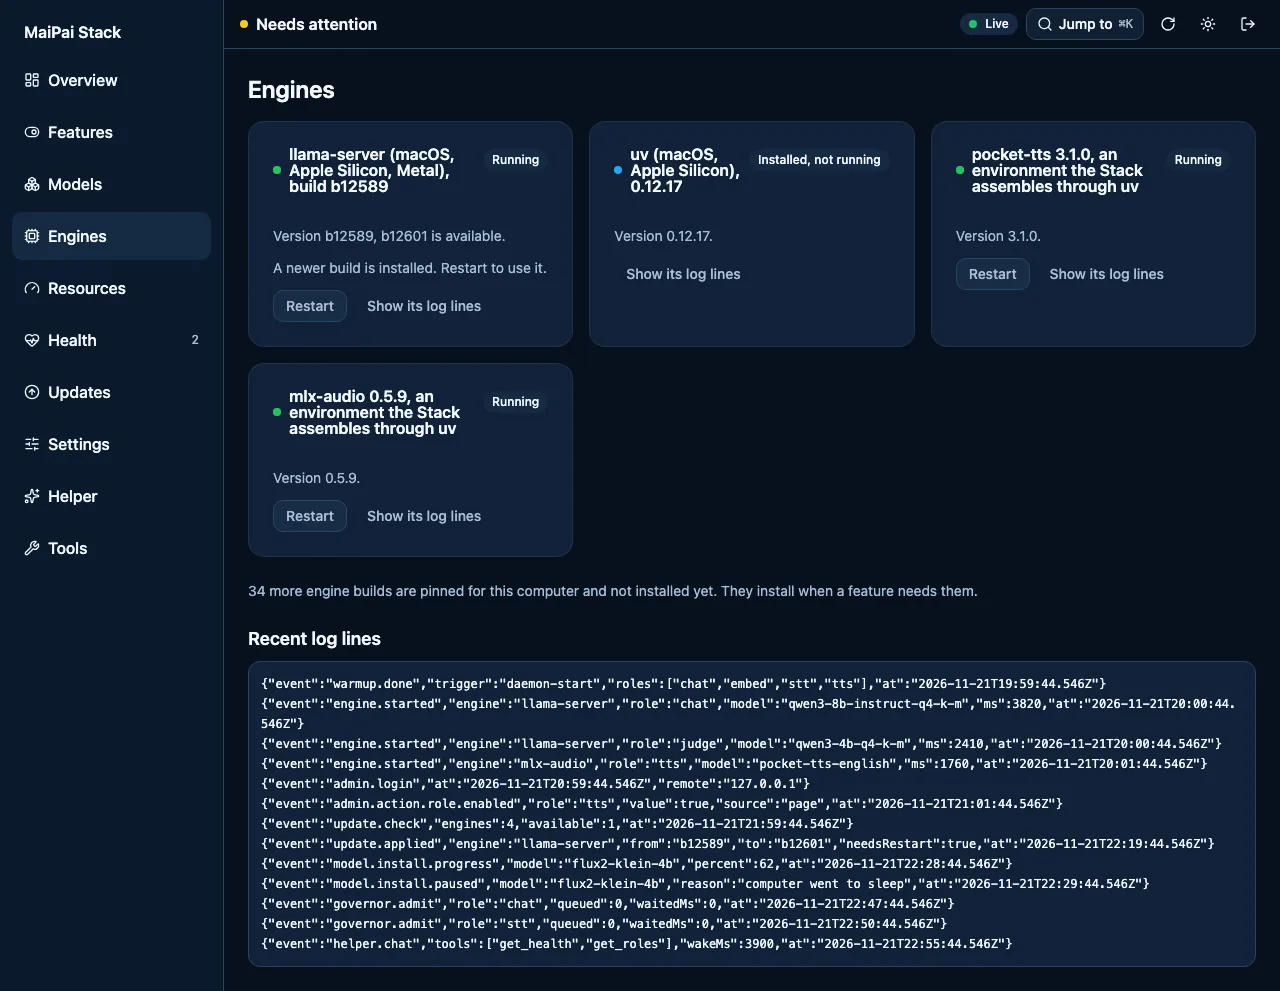 MaiPai Stack
Overview
Features
Models
Engines
Resources
Health 2
Updates
Settings
Helper
Tools
Needs attention
Live
Jump to ⌘K
Engines
llama-server (macOS,
Apple Silicon, Metal),
build b12589
Running
Version b12589, b12601 is available.
A newer build is installed. Restart to use it.
Restart
Show its log lines
uv (macOS,
Apple Silicon),
0.12.17
Installed, not running
Version 0.12.17.
Show its log lines
pocket-tts 3.1.0, an
environment the Stack
assembles through uv
Running
Version 3.1.0.
Restart
Show its log lines
mlx-audio 0.5.9, an
environment the Stack
assembles through uv
Running
Version 0.5.9.
Restart
Show its log lines
34 more engine builds are pinned for this computer and not installed yet. They install when a feature needs them.
Recent log lines
{"event":"warmup.done","trigger":"daemon-start","roles":["chat","embed","stt","tts"],"at":"2026-11-21T19:59:44.546Z"}
{"event":"engine.started","engine":"llama-server","role":"chat","model":"qwen3-8b-instruct-q4-k-m","ms":3820,"at":"2026-11-21T20:00:44.
546Z"}
{"event":"engine.started","engine":"llama-server","role":"judge","model":"qwen3-4b-q4-k-m","ms":2410,"at":"2026-11-21T20:00:44.546Z"}
{"event":"engine.started","engine":"mlx-audio","role":"tts","model":"pocket-tts-english","ms":1760,"at":"2026-11-21T20:01:44.546Z"}
{"event":"admin.login","at":"2026-11-21T20:59:44.546Z","remote":"127.0.0.1"}
{"event":"admin.action.role.enabled","role":"tts","value":true,"source":"page","at":"2026-11-21T21:01:44.546Z"}
{"event":"update.check","engines":4,"available":1,"at":"2026-11-21T21:59:44.546Z"}
{"event":"update.applied","engine":"llama-server","from":"b12589","to":"b12601","needsRestart":true,"at":"2026-11-21T22:19:44.546Z"}
{"event":"model.install.progress","model":"flux2-klein-4b","percent":62,"at":"2026-11-21T22:28:44.546Z"}
{"event":"model.install.paused","model":"flux2-klein-4b","reason":"computer went to sleep","at":"2026-11-21T22:29:44.546Z"}
{"event":"governor.admit","role":"chat","queued":0,"waitedMs":0,"at":"2026-11-21T22:47:44.546Z"}
{"event":"governor.admit","role":"stt","queued":0,"waitedMs":0,"at":"2026-11-21T22:50:44.546Z"}
{"event":"helper.chat","tools":["get_health","get_roles"],"wakeMs":3900,"at":"2026-11-21T22:55:44.546Z"}